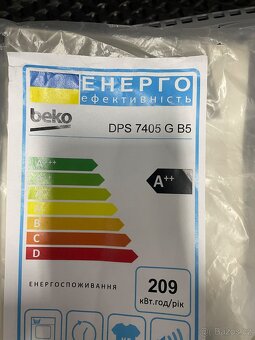 ЕНЕРГО
ефективність
beko
DPS 7405 G B5
A++
B
C
D
A++
ЕНЕРГОСПОЖИВАННЯ
209
кВт.год/рік